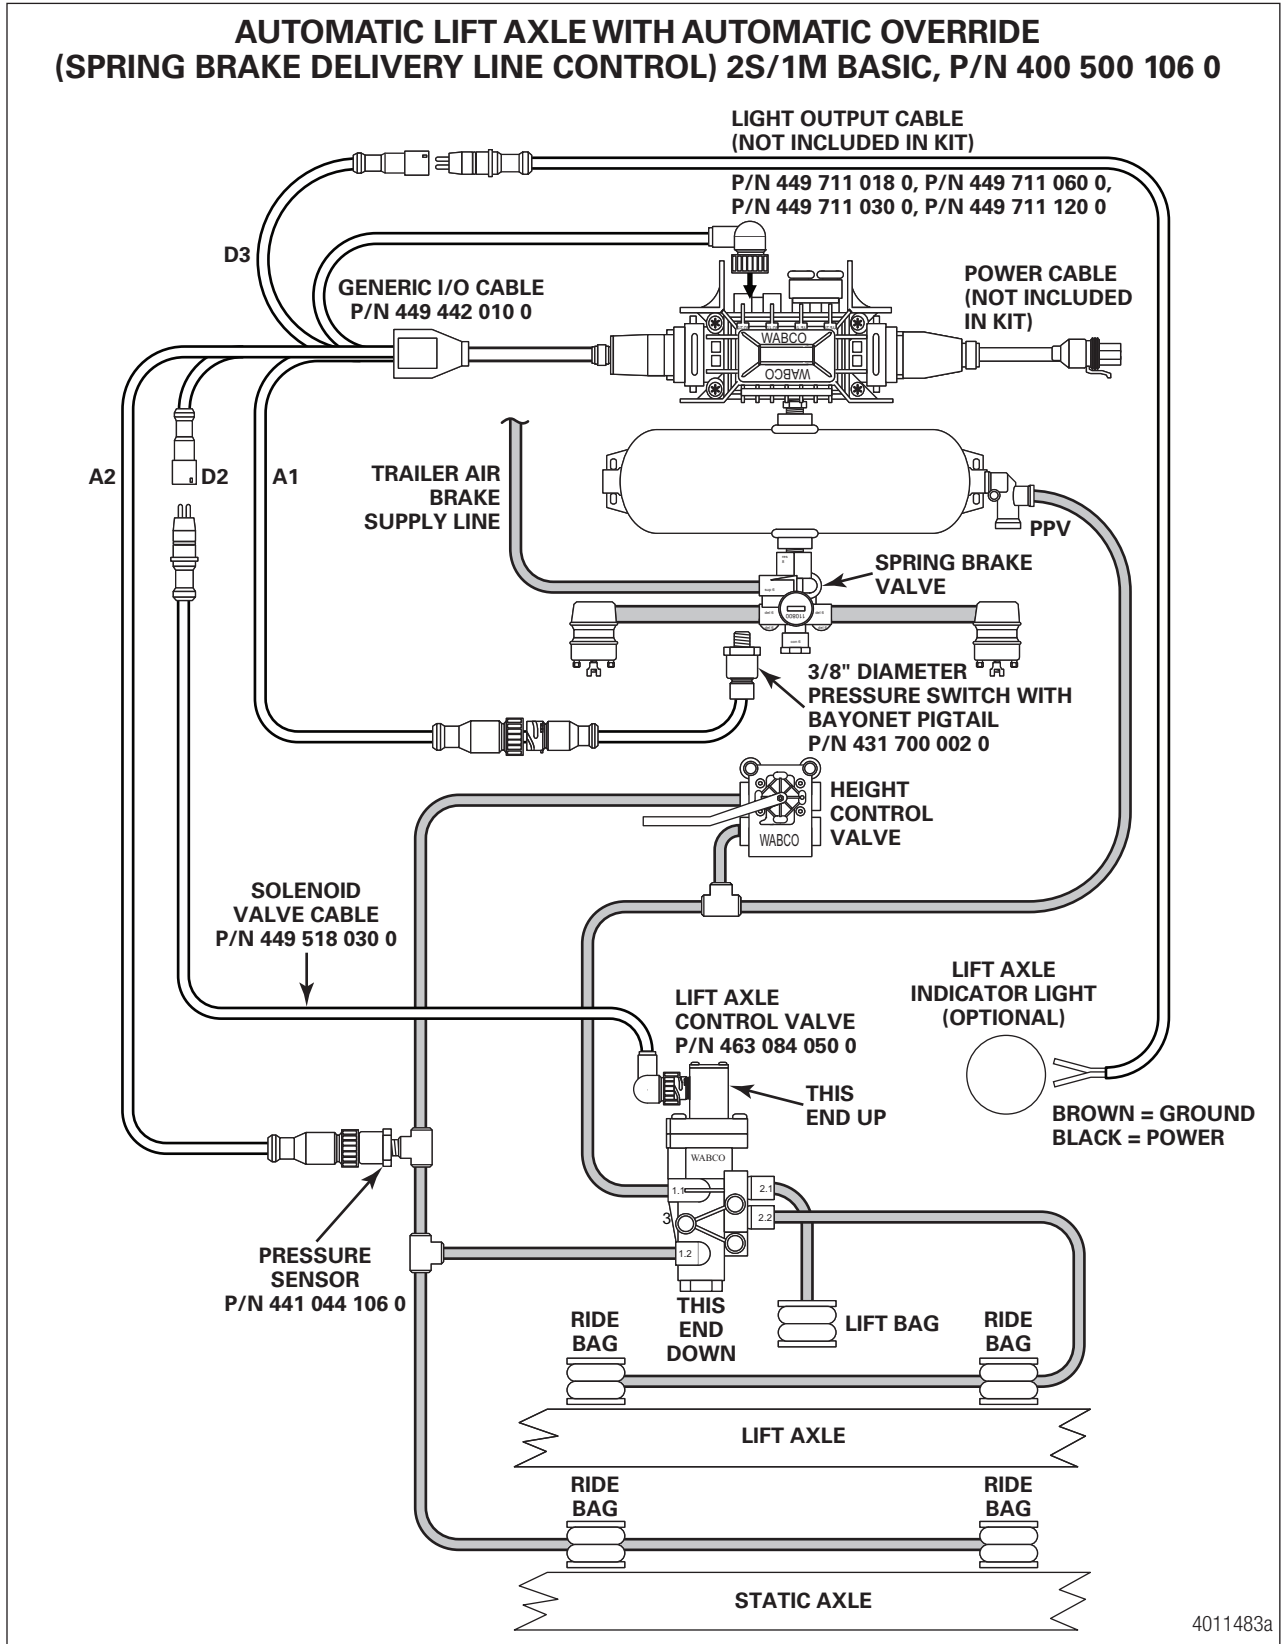 AUTOMATIC LIFT AXLE WITH AUTOMATIC OVERRIDE
(SPRING BRAKE DELIVERY LINE CONTROL) 2S/1M BASIC, P/N 400 500 106 0
LIGHT OUTPUT CABLE
(NOT INCLUDED IN KIT)
P/N 449 711 018 0, P/N 449 711 060 0,
P/N 449 711 030 0, P/N 449 711 120 0
D3
GENERIC I/O CABLE
P/N 449 442 010 0
POWER CABLE
(NOT INCLUDED
IN KIT)
WABCO
WABCO
A2
D2
A1
TRAILER AIR
BRAKE
SUPPLY LINE
PPV
SPRING BRAKE
VALVE
110800
3/8" DIAMETER
PRESSURE SWITCH WITH
BAYONET PIGTAIL
P/N 431 700 002 0
HEIGHT
CONTROL
VALVE
WABCO
SOLENOID
VALVE CABLE
P/N 449 518 030 0
LIFT AXLE
CONTROL VALVE
P/N 463 084 050 0
LIFT AXLE
INDICATOR LIGHT
(OPTIONAL)
THIS
END UP
BROWN = GROUND
BLACK = POWER
WABCO
1.1
2.1
2.2
3
1.2
PRESSURE
SENSOR
P/N 441 044 106 0
THIS
END
DOWN
LIFT BAG
RIDE
BAG
RIDE
BAG
LIFT AXLE
RIDE
BAG
RIDE
BAG
STATIC AXLE
4011483a